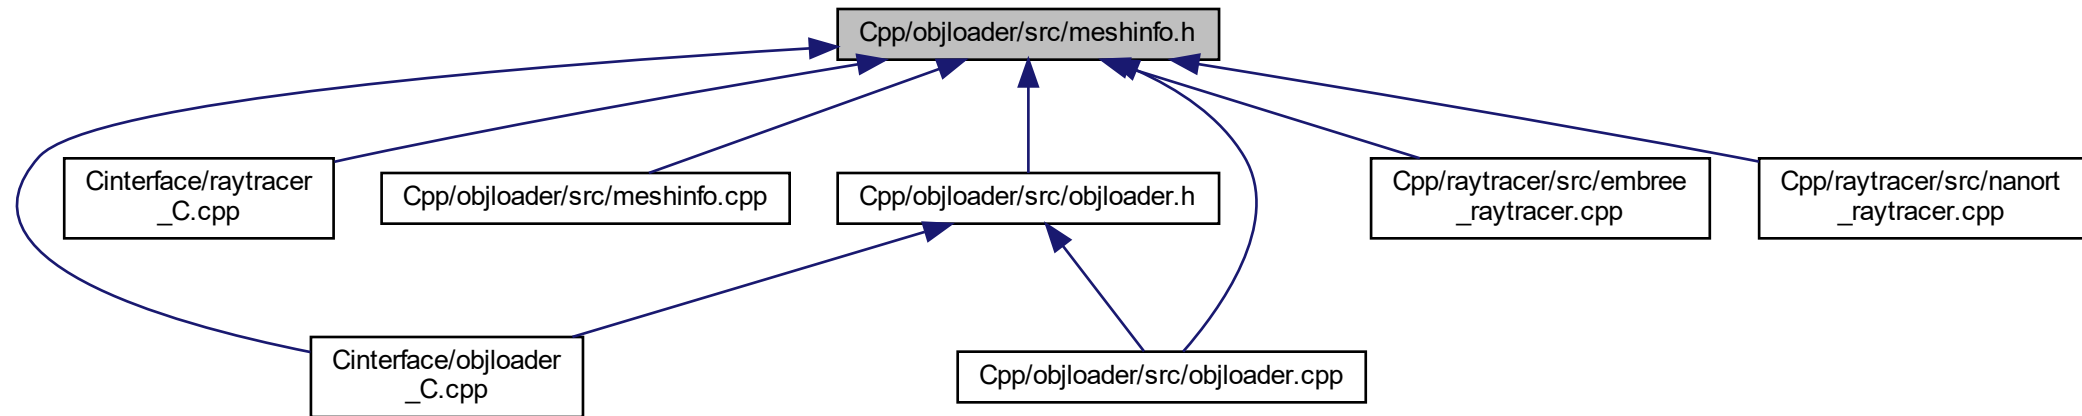 Cpp/objloader/src/meshinfo.h
Cinterface/raytracer
_C.cpp
Cpp/objloader/src/meshinfo.cpp
Cpp/objloader/src/objloader.h
Cpp/raytracer/src/embree
_raytracer.cpp
Cpp/raytracer/src/nanort
_raytracer.cpp
Cinterface/objloader
_C.cpp
Cpp/objloader/src/objloader.cpp